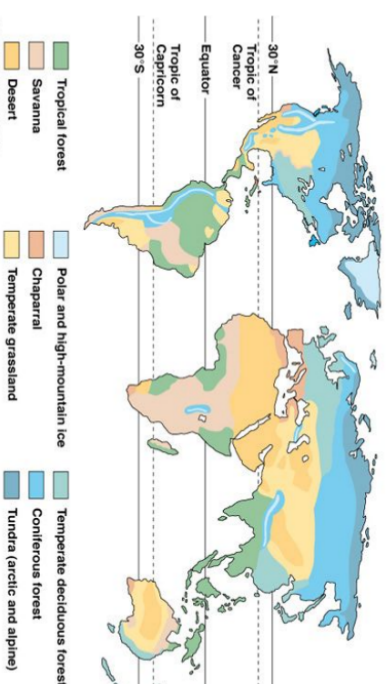 30°N
Tropic of
Cancer
Equator
Tropic of
Capricorn
30°S
Tropical forest
Savanna
Desert
Polar and high-mountain ice
Chaparral
Temperate grassland
Temperate deciduous forest
Coniferous forest
Tundra (arctic and alpine)